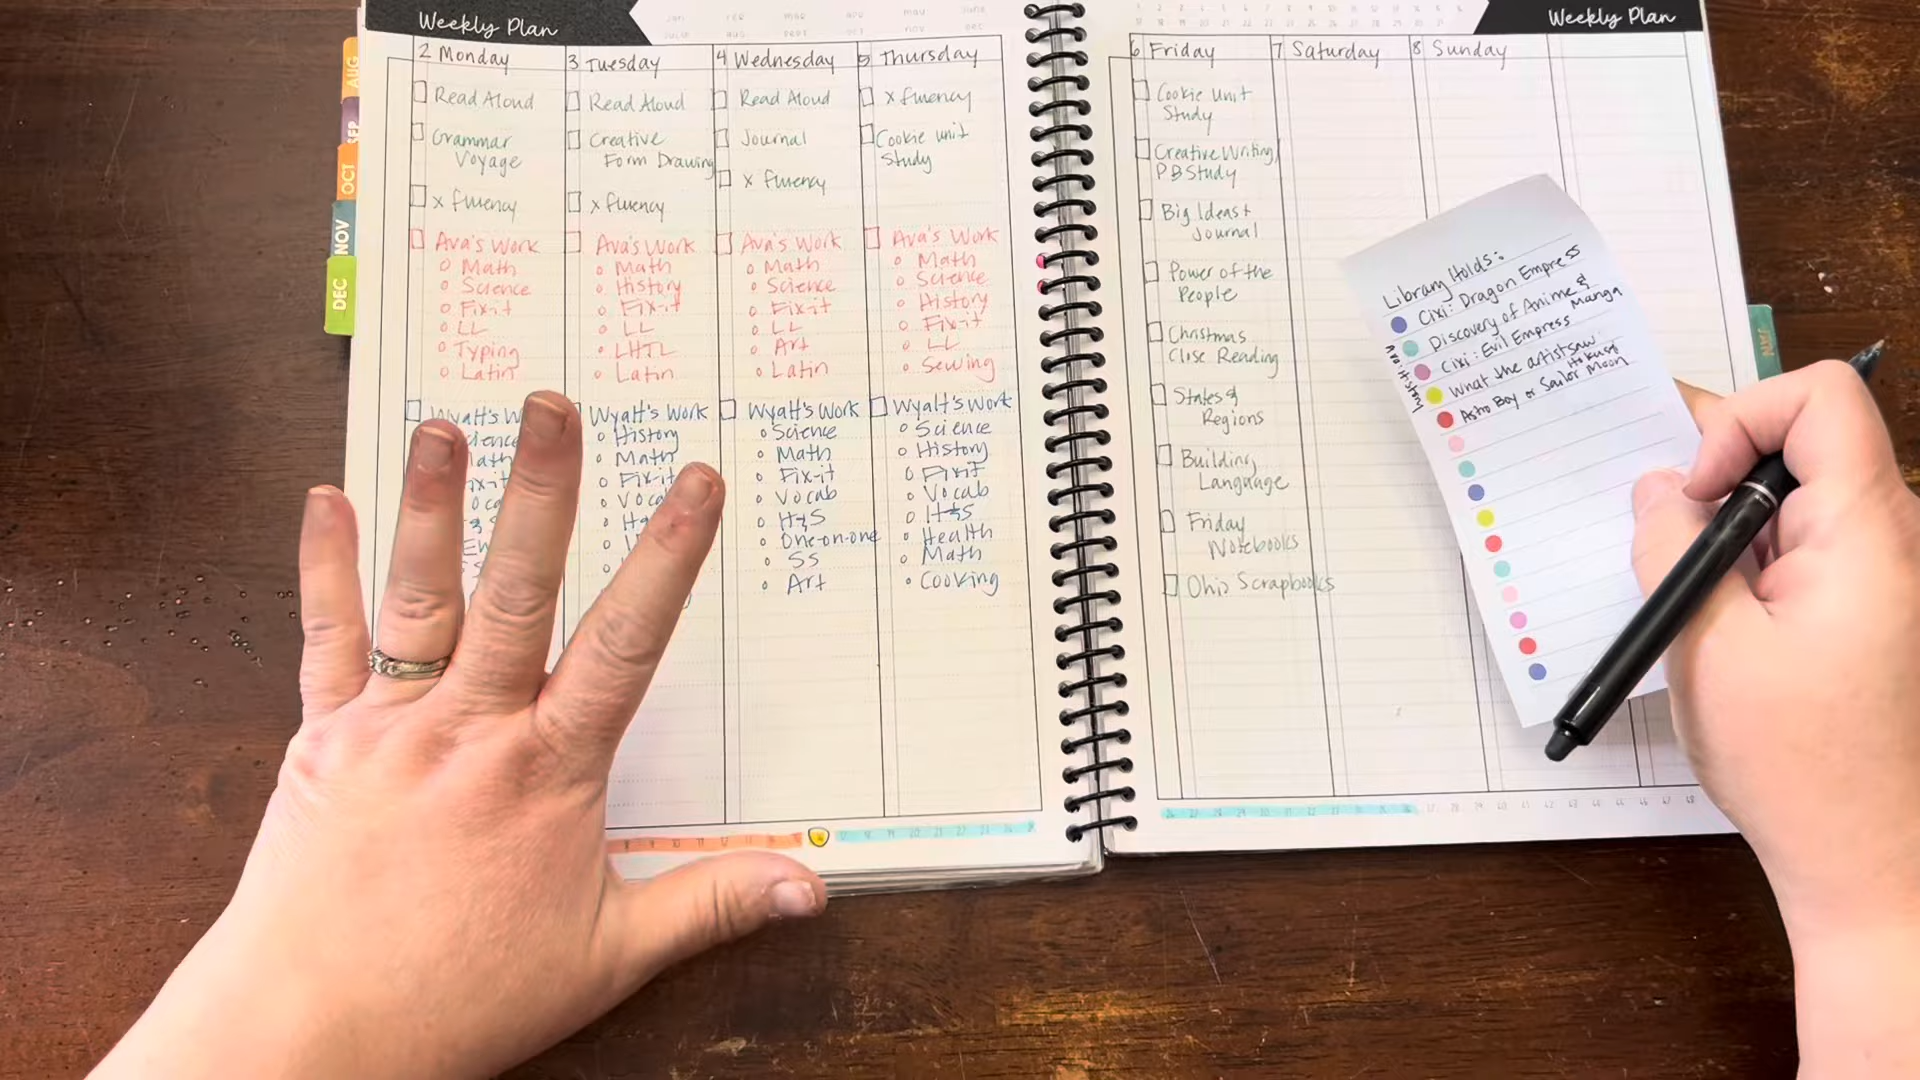 Weekly Plan
2 Monday
Read Aloud
Grammar
Voyage
x fluency
Ava's Work
Math
Science
Fix-it
LL
Typing
Latin
Wyatt's
3 Tuesday
Read Aloud
Creative
Form Drawing
x fluency
Ava's Work
Math
History
Fix-it
LL
LHTL
Latin
Wyatt's Work
History
Math
Fix-it
4 Wednesday
Read Aloud
Journal
x fluency
Ava's Work
Math
Science
Fix-it
LL
Art
Latin
Wyatt's Work
Science
Math
Fix-it
Vocab
H&S
One-on-one
SS
Art
5 Thursday
x fluency
Cookie unit
Study
Ava's Work
Math
Science
History
Fix-it
LL
Sewing
Wyatt's Work
Science
History
Fixit
Vocab
H&S
Health
Math
Cooking
Weekly Plan
6 Friday
Cookie Unit
Study
Creative Writing/
PB Study
Big Ideas +
Journal
Power of the
People
Christmas
Close Reading
States &
Regions
Building
Language
Friday
Notebooks
Ohio Scrapbooks
7 Saturday
8 Sunday
Library Holds:
Cixi: Dragon Empress
Discovery of Anime &
Manga
Cixi: Evil Empress
What the artist saw:
Hokusai
Astro Boy or Sailor Moon
AUG
SEP
OCT
NOV
DEC
JAN